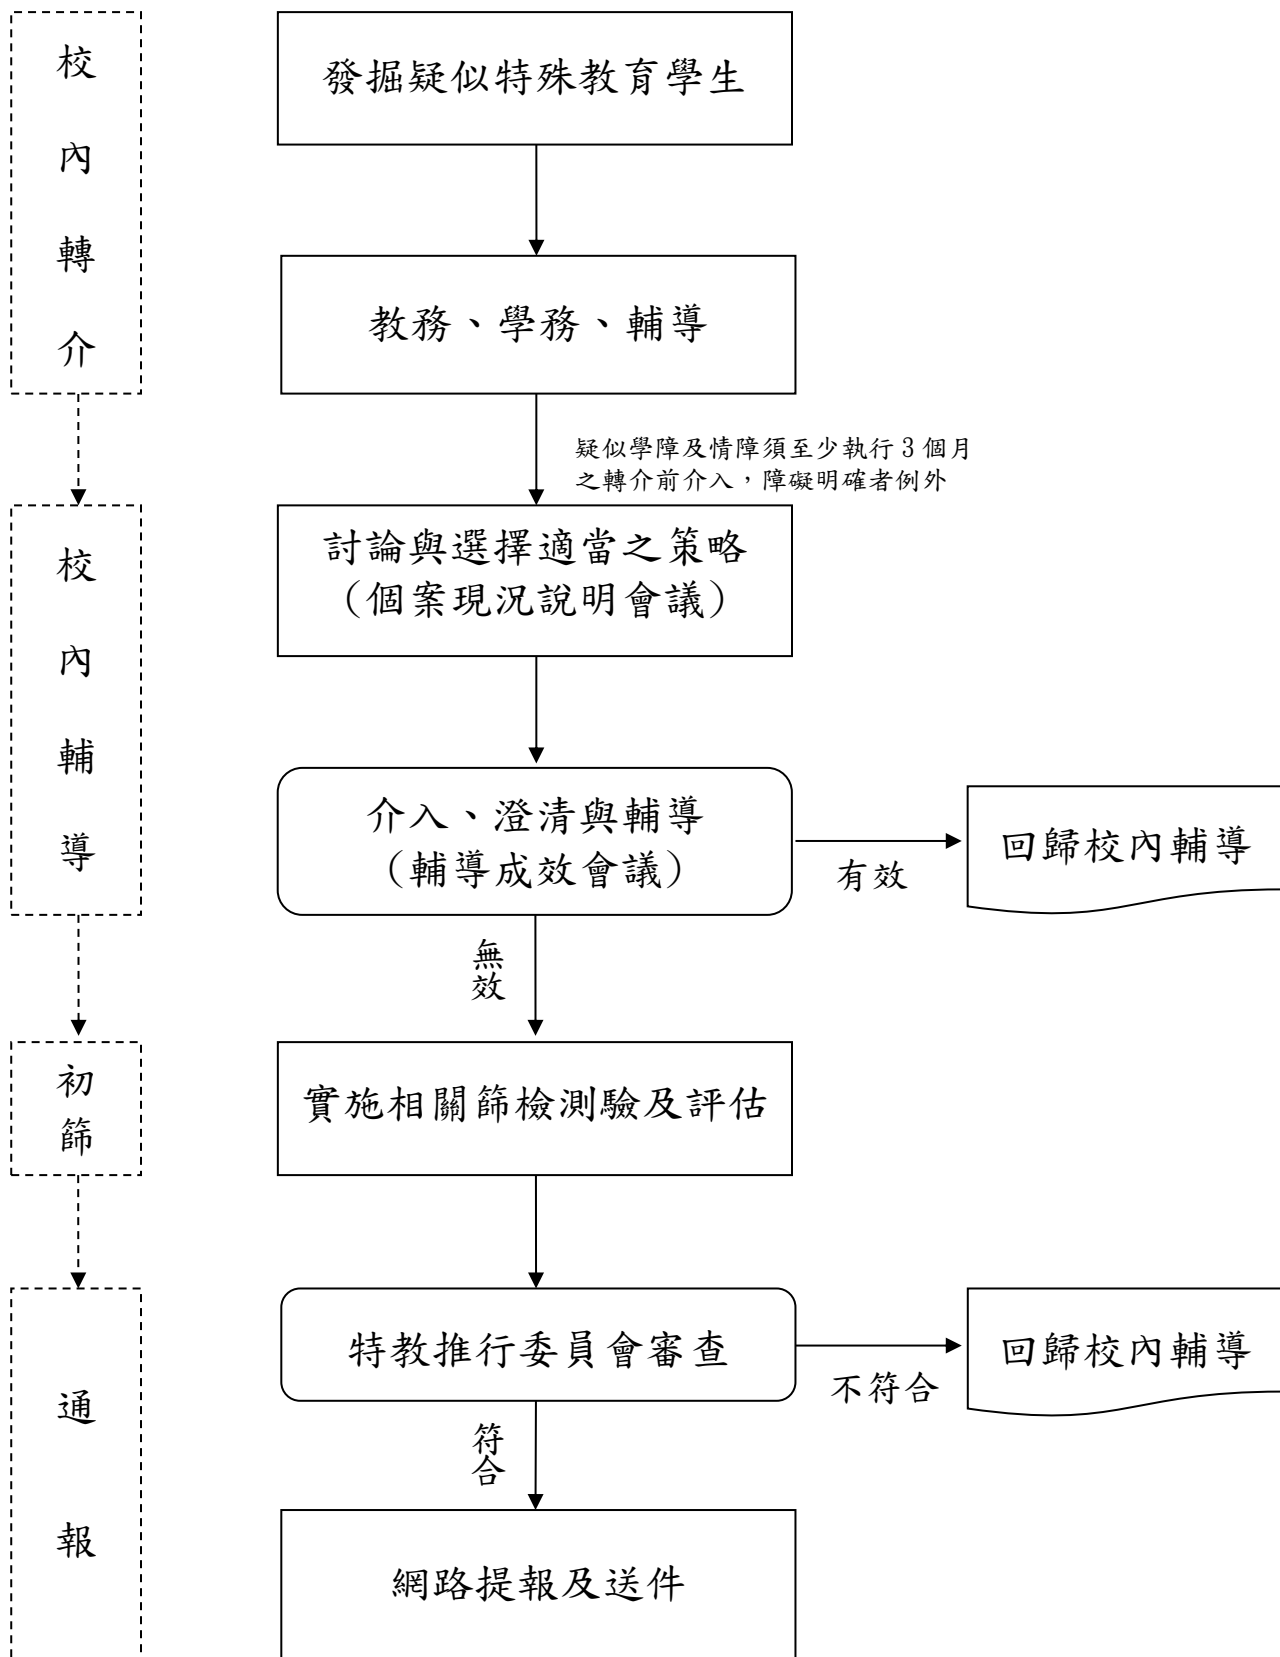 校內轉介
發掘疑似特殊教育學生
教務、學務、輔導
疑似學障及情障須至少執行 3 個月
之轉介前介入，障礙明確者例外
校內輔導
討論與選擇適當之策略
（個案現況說明會議）
介入、澄清與輔導
（輔導成效會議）
有效
回歸校內輔導
無效
初篩
實施相關篩檢測驗及評估
通報
特教推行委員會審查
不符合
回歸校內輔導
符合
網路提報及送件